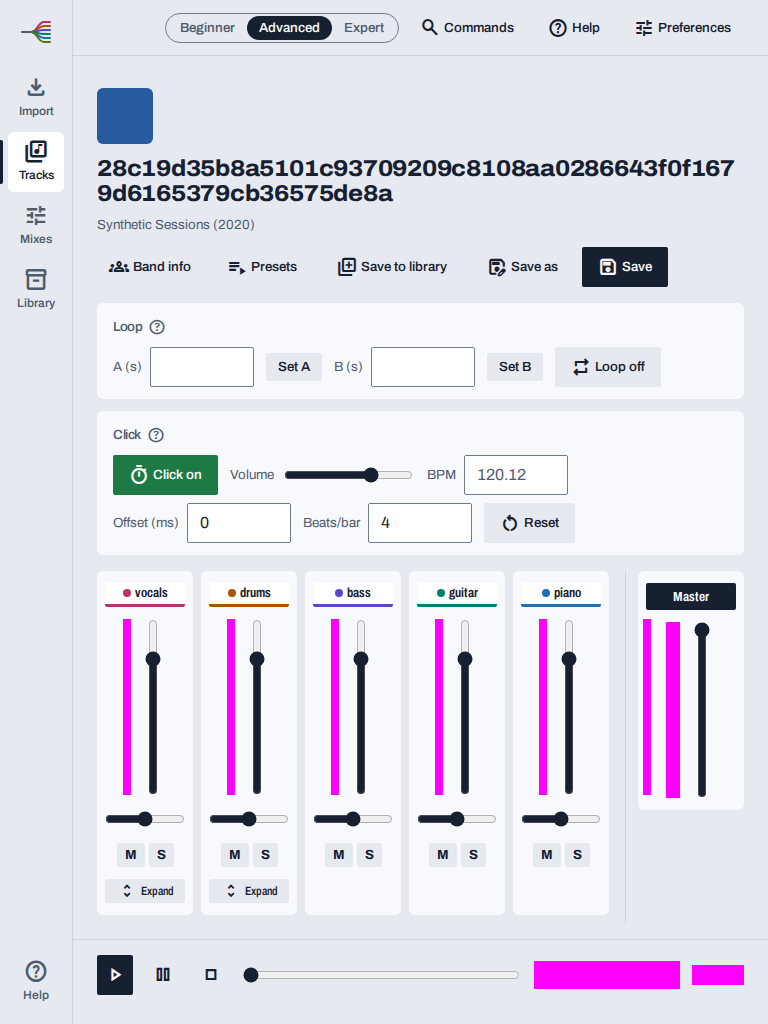 Beginner Advanced Expert Commands Help Preferences
Import
Tracks
Mixes
Library
28c19d35b8a5101c93709209c8108aa0286643f0f167
9d6165379cb36575de8a
Synthetic Sessions (2020)
Band info Presets Save to library Save as Save
Loop
A (s) Set A B (s) Set B Loop off
Click
Click on Volume BPM 120.12
Offset (ms) 0 Beats/bar 4 Reset
vocals drums bass guitar piano Master
M S M S M S M S M S
Expand Expand
Help